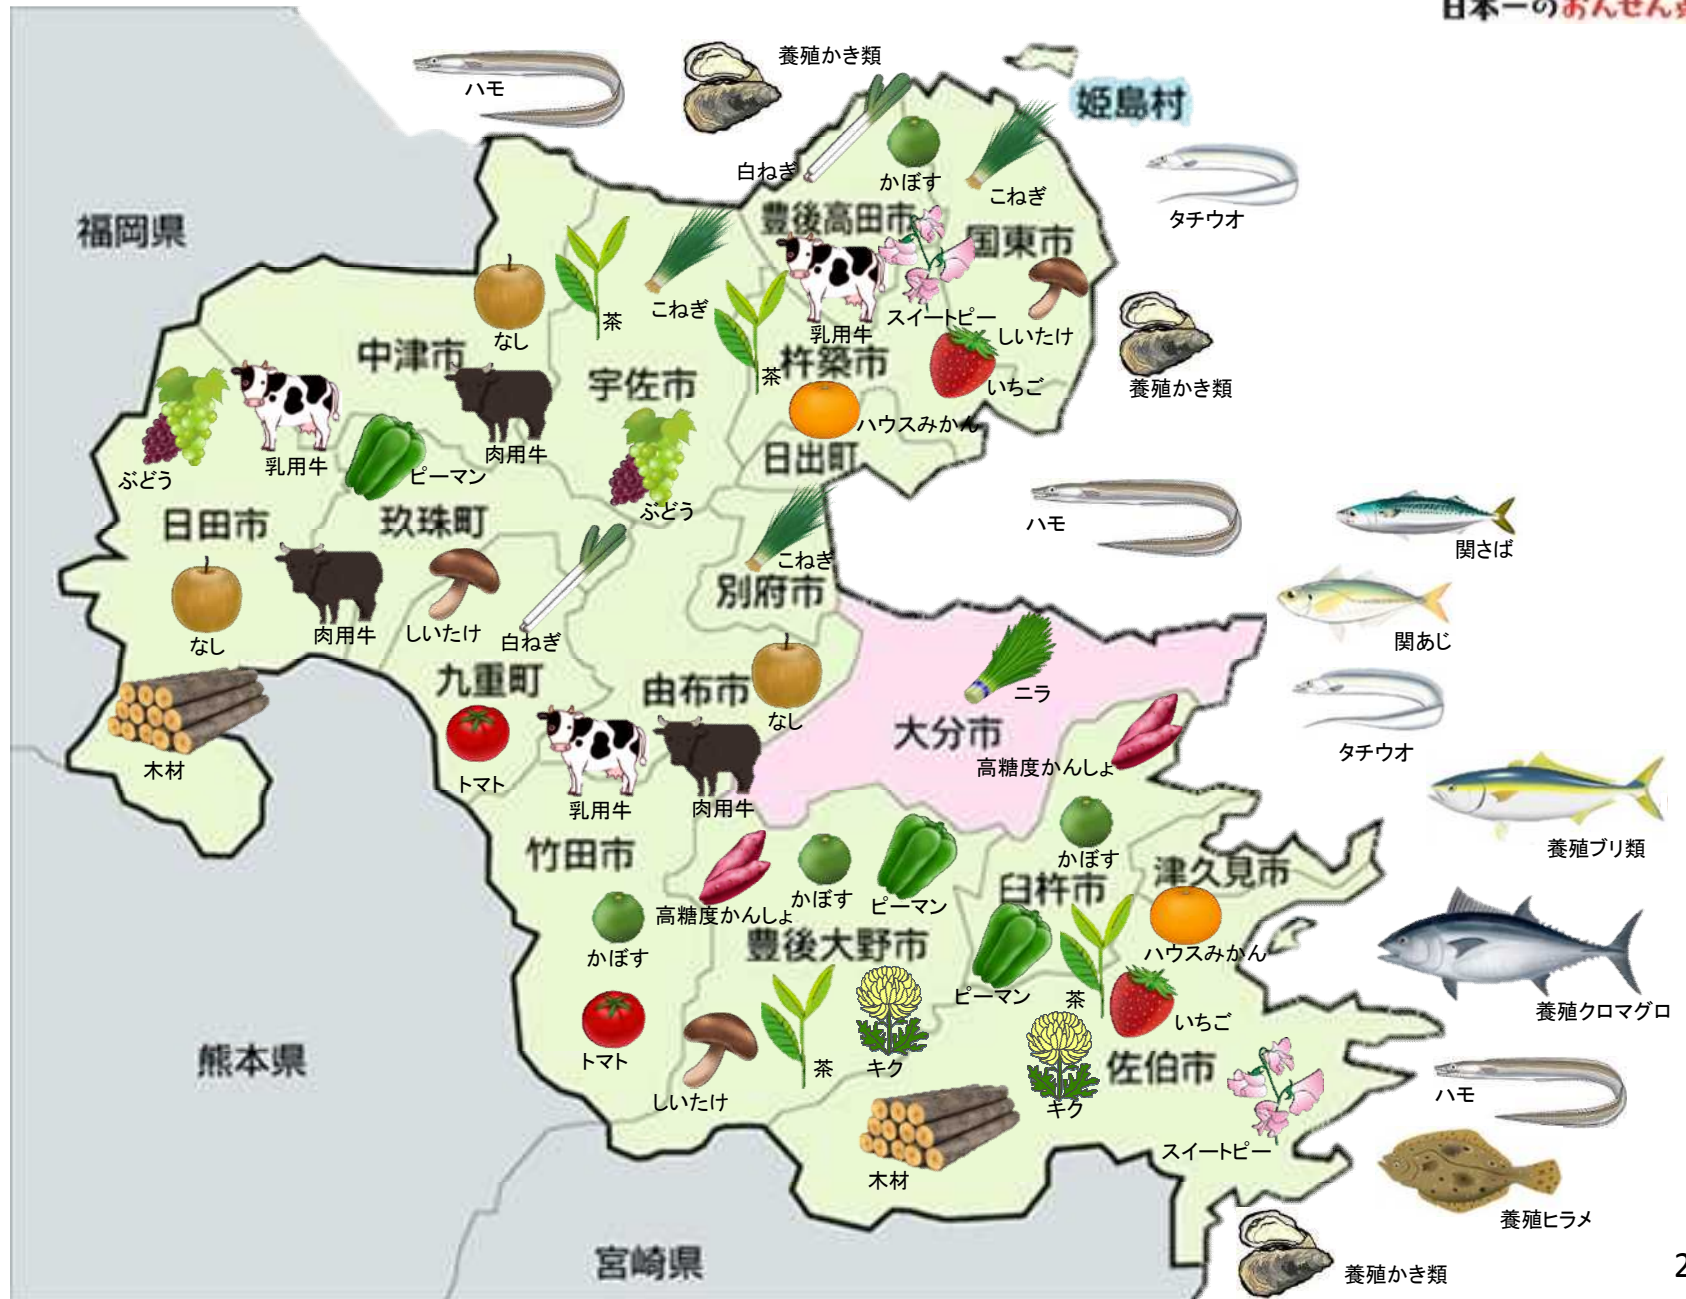 日本一のおんせん
ハモ
養殖かき類
姫島村
白ねぎ
かぼす
こねぎ
タチウオ
福岡県
豊後高田市
国東市
なし
茶
こねぎ
乳用牛
スイートピー
しいたけ
養殖かき類
中津市
宇佐市
茶
杵築市
いちご
ハウスみかん
ぶどう
乳用牛
ピーマン
肉用牛
ぶどう
日出町
日田市
玖珠町
ハモ
関さば
なし
肉用牛
しいたけ
白ねぎ
こねぎ
別府市
関あじ
九重町
由布市
なし
ニラ
大分市
高糖度かんしょ
タチウオ
木材
トマト
乳用牛
肉用牛
竹田市
かぼす
高糖度かんしょ
かぼす
ピーマン
かぼす
臼杵市
津久見市
養殖ブリ類
豊後大野市
ピーマン
茶
ハウスみかん
いちご
養殖クロマグロ
熊本県
トマト
しいたけ
茶
キク
キク
佐伯市
ハモ
木材
スイートピー
養殖ヒラメ
宮崎県
養殖かき類
2